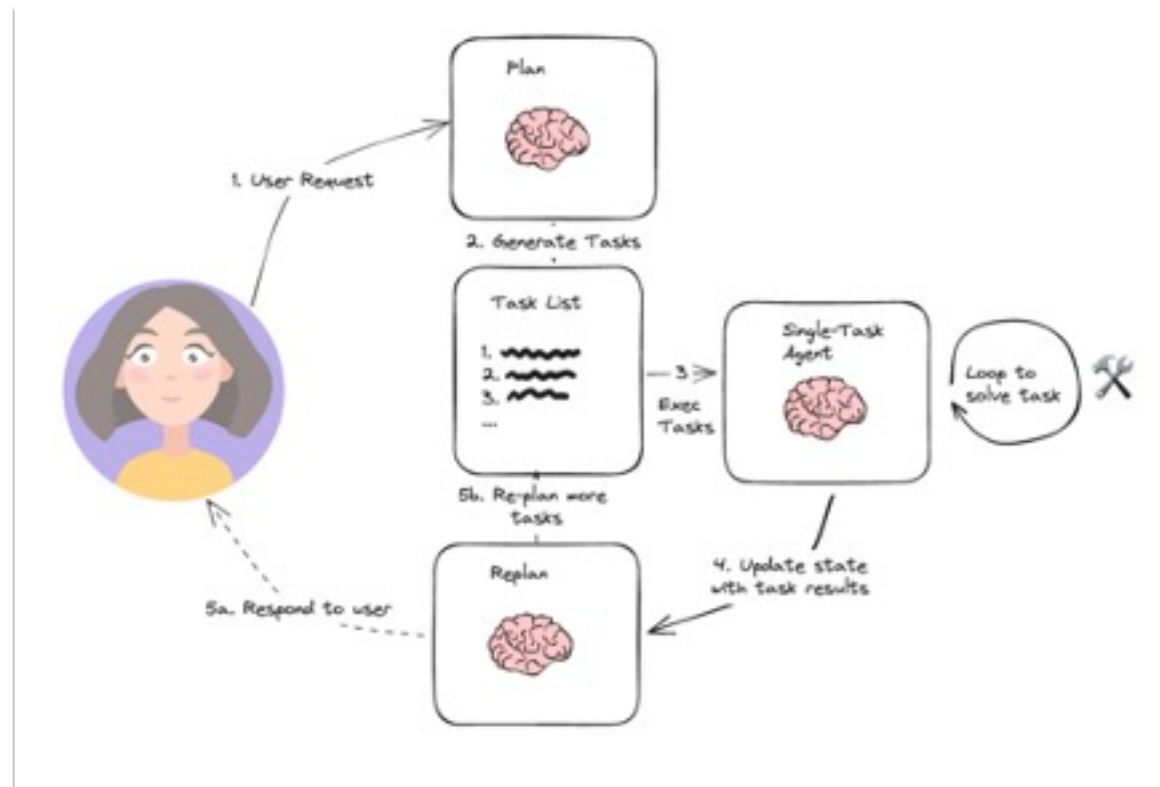 Plan
1. User Request
2. Generate Tasks
Task List
1.
2.
3.
...
3
Exec
Tasks
Single-Task
Agent
Loop to
solve task
4. Update state
with task results
Replan
5b. Re-plan more
tasks
5a. Respond to user